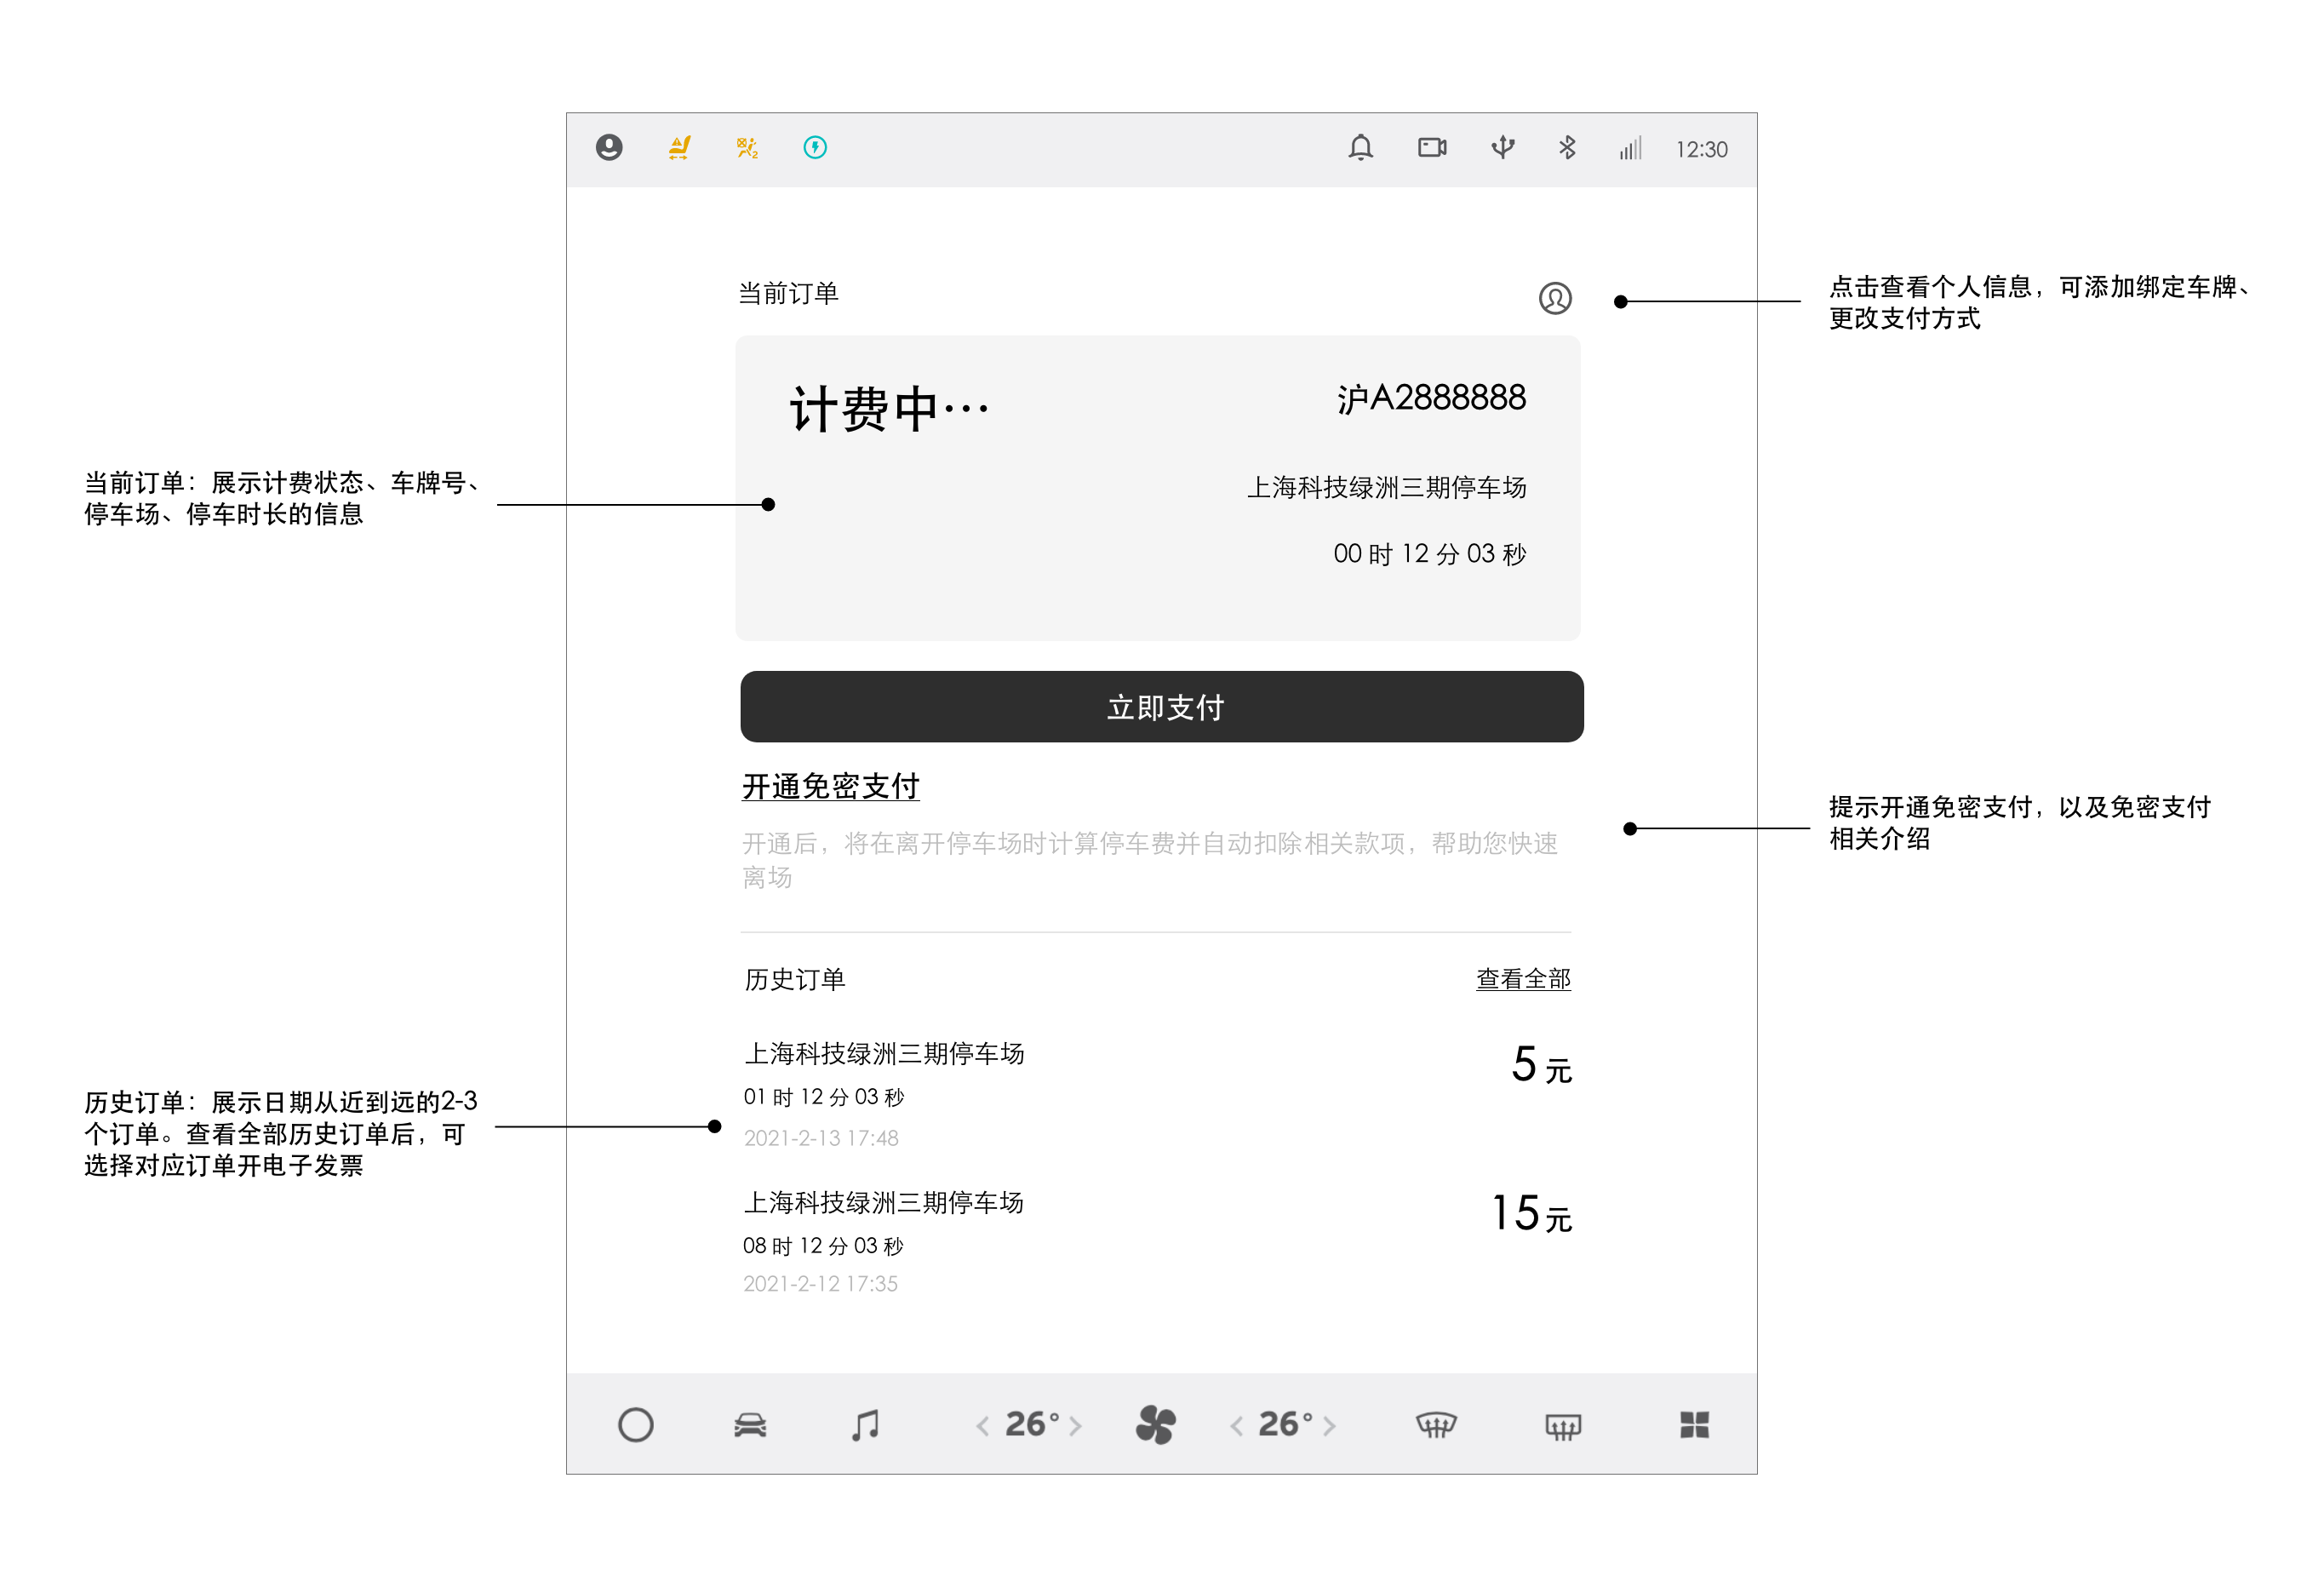 12:30
当前订单
点击查看个人信息，可添加绑定车牌、
更改支付方式
计费中···
沪A2888888
当前订单：展示计费状态、车牌号、
停车场、停车时长的信息
上海科技绿洲三期停车场
00 时 12 分 03 秒
立即支付
开通免密支付
提示开通免密支付，以及免密支付
相关介绍
开通后，将在离开停车场时计算停车费并自动扣除相关款项，帮助您快速
离场
历史订单
查看全部
上海科技绿洲三期停车场
5 元
01 时 12 分 03 秒
2021-2-13 17:48
历史订单：展示日期从近到远的2-3
个订单。查看全部历史订单后，可
选择对应订单开电子发票
上海科技绿洲三期停车场
15 元
08 时 12 分 03 秒
2021-2-12 17:35
26°
26°